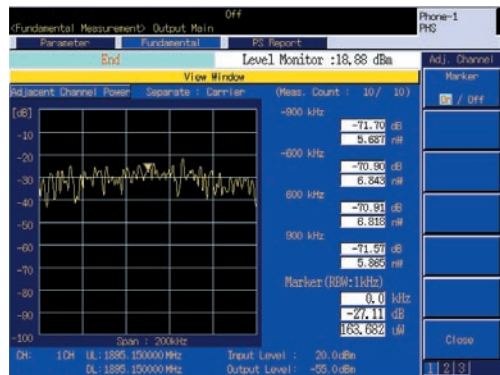 Off
<Fundamental Measurement> Output Main
Phone-1
PHS
Parameter Fundamental PS Report
End Level Monitor :18.88 dBm
Adj. Channel
View Window
Marker
On / Off
Adjacent Channel Power Separate : Carrier (Meas. Count : 10/ 10)
[dB]
-10
-20
-30
-40
-50
-60
-70
-80
-90
-100
Span : 200kHz
-900 kHz
-71.70 dB
5.687 nW
-600 kHz
-70.90 dB
6.843 nW
600 kHz
-70.91 dB
6.818 nW
900 kHz
-71.57 dB
5.865 nW
Marker(RBW:1kHz)
0.0 kHz
-27.11 dB
163.682 uW
Close
CH: 1CH UL:1895.150000MHz Input Level : 20.0dBm
DL:1895.150000MHz Output Level: -55.0dBm
1 2 3